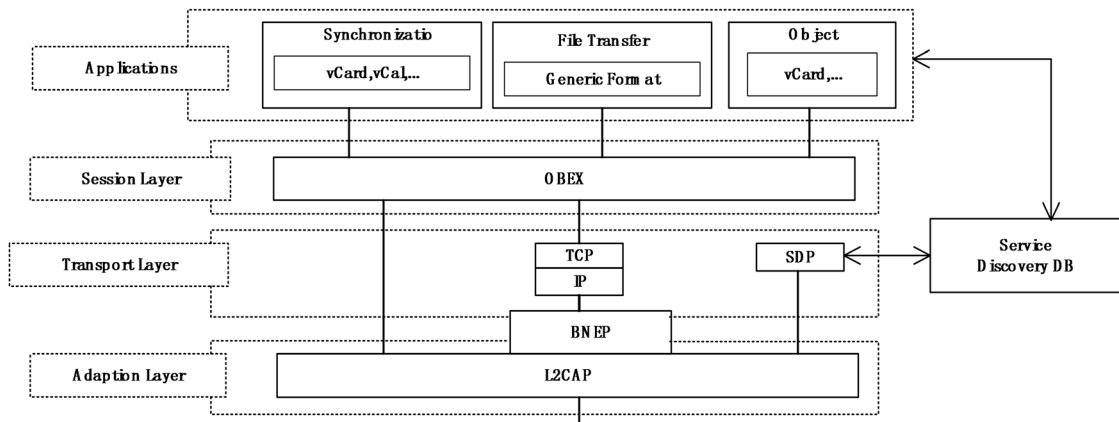 Synchronizatio
File Transfer
Object
Applications
vCard,vCal,...
Generic Format
vCard,...
Session Layer
OBEX
Transport Layer
TCP
SDP
Service
Discovery DB
IP
BNEP
Adaption Layer
L2CAP